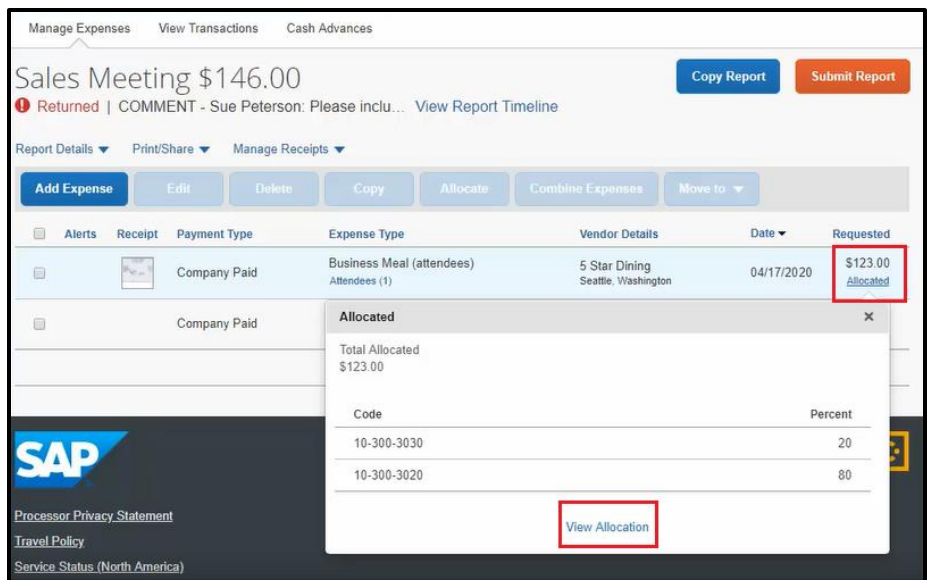 Manage Expenses View Transactions Cash Advances
Sales Meeting $146.00
Copy Report Submit Report
Returned | COMMENT - Sue Peterson: Please inclu... View Report Timeline
Report Details Print/Share Manage Receipts
Add Expense Edit Delete Copy Allocate Combine Expenses Move to
Alerts Receipt Payment Type Expense Type Vendor Details Date Requested
Company Paid Business Meal (attendees) 5 Star Dining 04/17/2020 $123.00
Attendees (1) Seattle, Washington Allocated
Company Paid
Allocated ×
Total Allocated
$123.00
Code Percent
10-300-3030 20
10-300-3020 80
View Allocation
SAP
Processor Privacy Statement
Travel Policy
Service Status (North America)